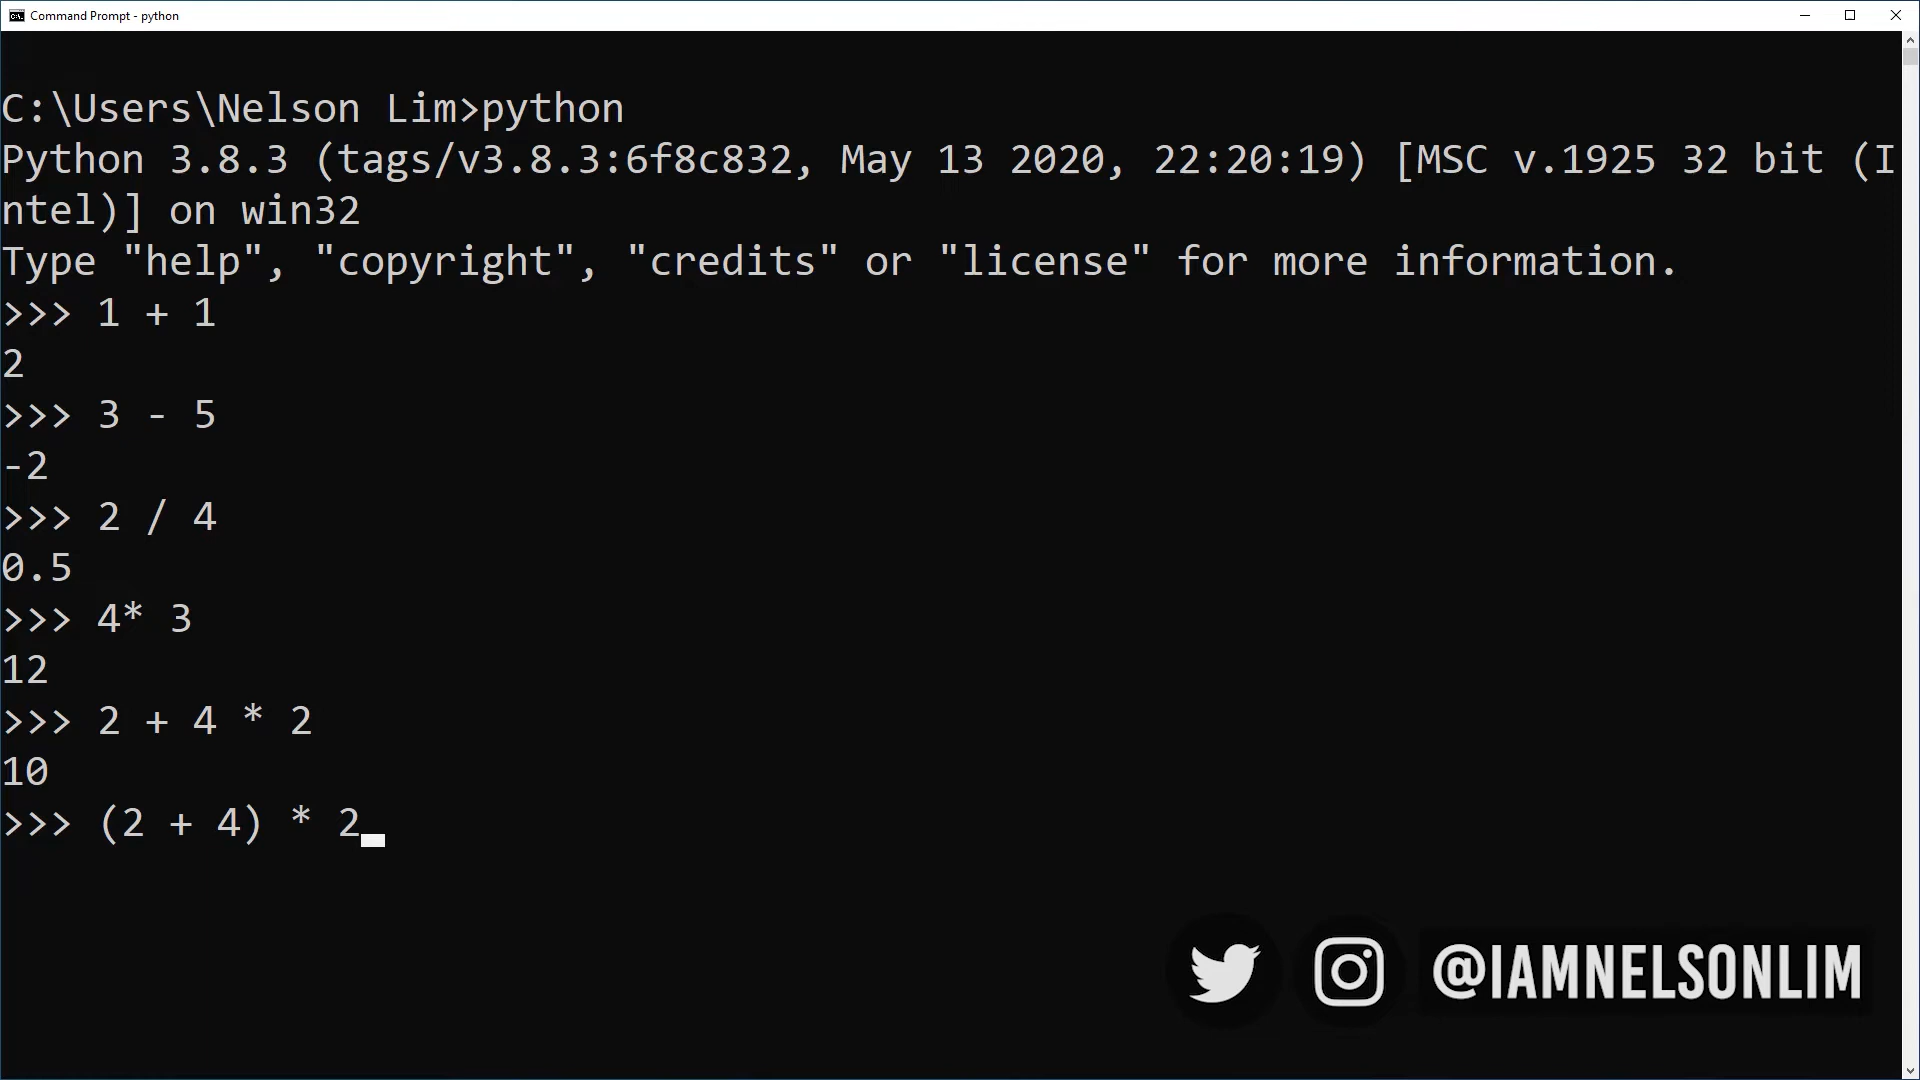 Command Prompt - python
C:\Users\Nelson Lim>python
Python 3.8.3 (tags/v3.8.3:6f8c832, May 13 2020, 22:20:19) [MSC v.1925 32 bit (I
ntel)] on win32
Type "help", "copyright", "credits" or "license" for more information.
>>> 1 + 1
2
>>> 3 - 5
-2
>>> 2 / 4
0.5
>>> 4* 3
12
>>> 2 + 4 * 2
10
>>> (2 + 4) * 2
@IAMNELSONLIM